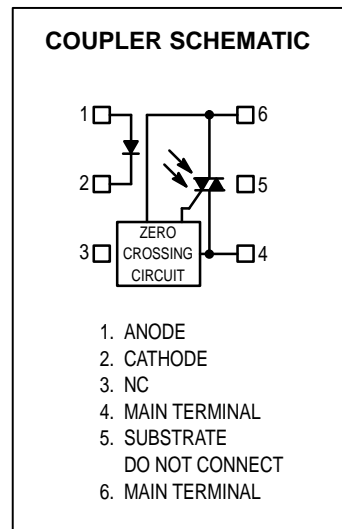 COUPLER SCHEMATIC
1
6
2
5
3
ZERO
CROSSING
CIRCUIT
4
1. ANODE
2. CATHODE
3. NC
4. MAIN TERMINAL
5. SUBSTRATE
DO NOT CONNECT
6. MAIN TERMINAL